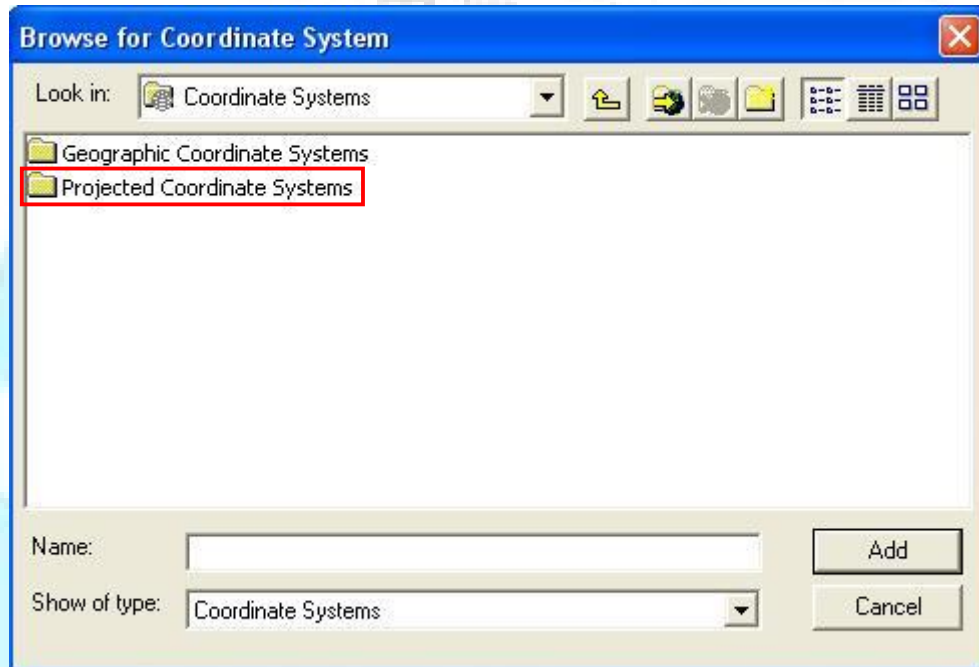 Browse for Coordinate System
Look in: Coordinate Systems
Geographic Coordinate Systems
Projected Coordinate Systems
Name: Add
Show of type: Coordinate Systems Cancel